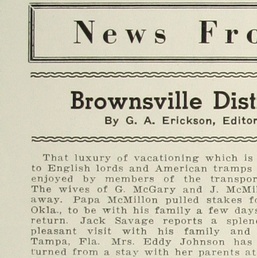 News Fro
Brownsville Dist
By G. A. Erickson, Editor
That luxury of vacationing which is
to English lords and American tramps
enjoyed by members of the transpor
The wives of G. McGary and J. McMil
away. Papa McMillon pulled stakes fo
Okla., to be with his family a few days
return. Jack Savage reports a splen
pleasant visit with his family and
Tampa, Fla. Mrs. Eddy Johnson has
turned from a stay with her parents at